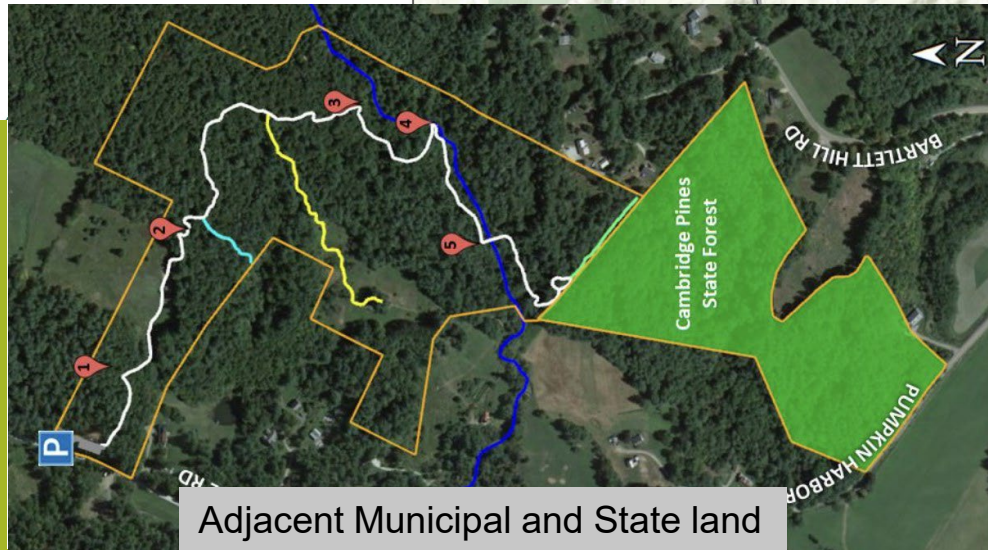 P
1
2
3
4
5
N
BARTLETT HILL RD
Cambridge Pines
State Forest
PUMPKIN HARBOR
RD
Adjacent Municipal and State land